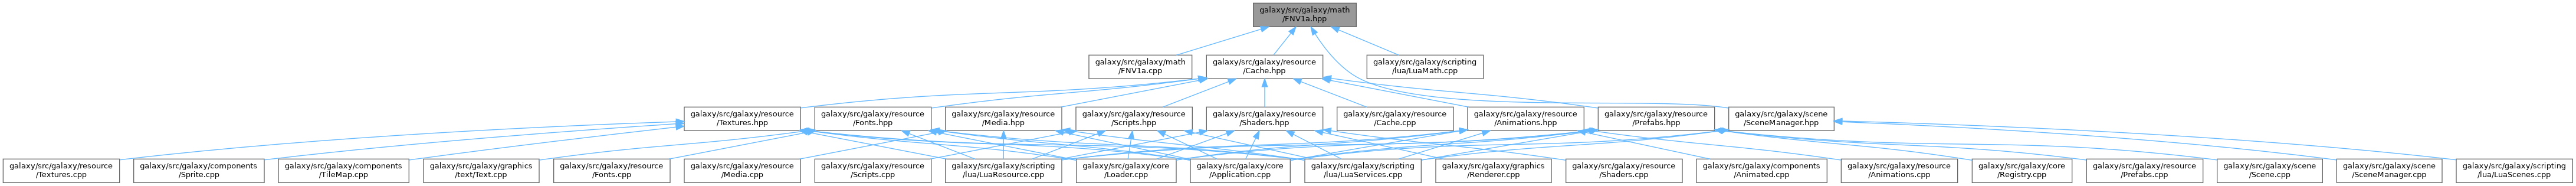 galaxy/src/galaxy/math
/FNV1a.hpp
galaxy/src/galaxy/math
/FNV1a.cpp
galaxy/src/galaxy/resource
/Cache.hpp
galaxy/src/galaxy/scripting
/lua/LuaMath.cpp
galaxy/src/galaxy/resource
/Textures.hpp
galaxy/src/galaxy/resource
/Fonts.hpp
galaxy/src/galaxy/resource
/Media.hpp
galaxy/src/galaxy/resource
/Scripts.hpp
galaxy/src/galaxy/resource
/Shaders.hpp
galaxy/src/galaxy/resource
/Cache.cpp
galaxy/src/galaxy/resource
/Animations.hpp
galaxy/src/galaxy/resource
/Prefabs.hpp
galaxy/src/galaxy/scene
/SceneManager.hpp
galaxy/src/galaxy/resource
/Textures.cpp
galaxy/src/galaxy/components
/Sprite.cpp
galaxy/src/galaxy/components
/TileMap.cpp
galaxy/src/galaxy/graphics
/text/Text.cpp
galaxy/src/galaxy/resource
/Fonts.cpp
galaxy/src/galaxy/resource
/Media.cpp
galaxy/src/galaxy/resource
/Scripts.cpp
galaxy/src/galaxy/scripting
/lua/LuaResource.cpp
galaxy/src/galaxy/core
/Loader.cpp
galaxy/src/galaxy/core
/Application.cpp
galaxy/src/galaxy/scripting
/lua/LuaServices.cpp
galaxy/src/galaxy/graphics
/Renderer.cpp
galaxy/src/galaxy/resource
/Shaders.cpp
galaxy/src/galaxy/components
/Animated.cpp
galaxy/src/galaxy/resource
/Animations.cpp
galaxy/src/galaxy/core
/Registry.cpp
galaxy/src/galaxy/resource
/Prefabs.cpp
galaxy/src/galaxy/scene
/Scene.cpp
galaxy/src/galaxy/scene
/SceneManager.cpp
galaxy/src/galaxy/scripting
/lua/LuaScenes.cpp